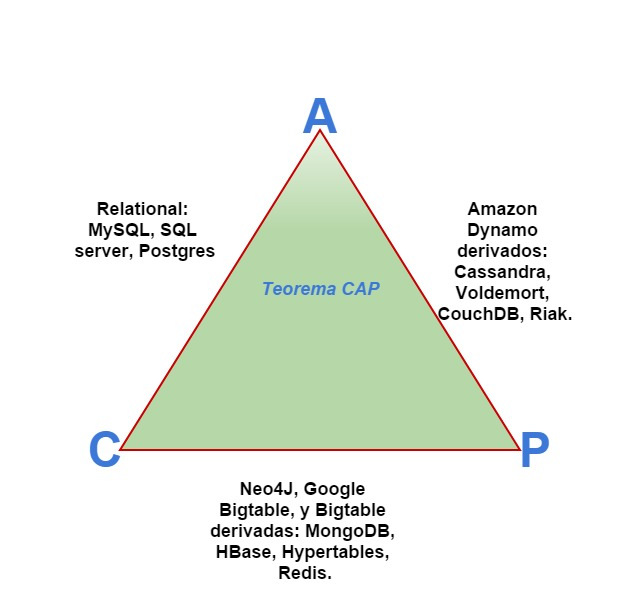 A
Relational:
MySQL, SQL
server, Postgres
Amazon
Dynamo
derivados:
Cassandra,
Voldemort,
CouchDB, Riak.
Teorema CAP
C
P
Neo4J, Google
Bigtable, y Bigtable
derivadas: MongoDB,
HBase, Hypertables,
Redis.